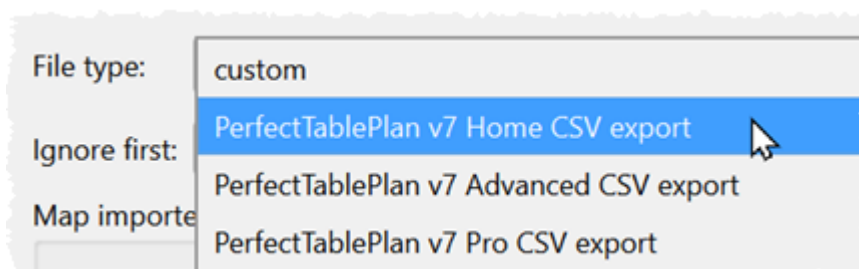 File type: custom
PerfectTablePlan v7 Home CSV export
Ignore first:
PerfectTablePlan v7 Advanced CSV export
Map importe
PerfectTablePlan v7 Pro CSV export